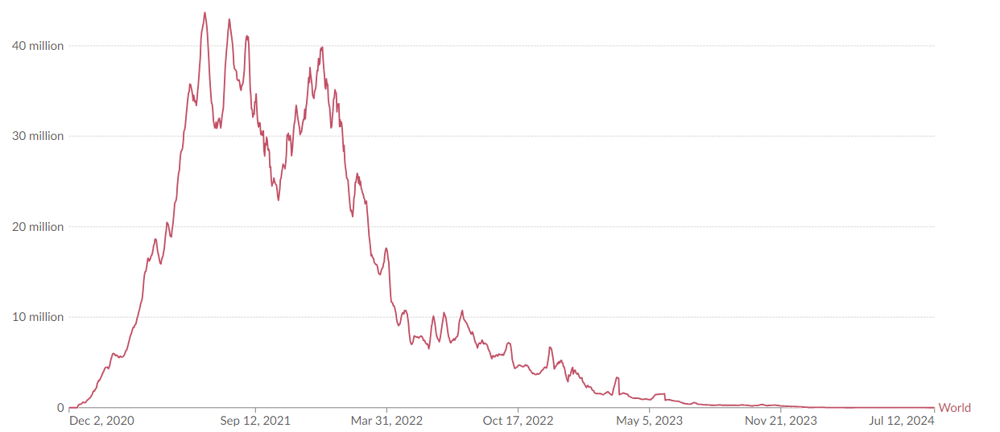 40 million
30 million
20 million
10 million
0
World
Dec 2, 2020 Sep 12, 2021 Mar 31, 2022 Oct 17, 2022 May 5, 2023 Nov 21, 2023 Jul 12, 2024